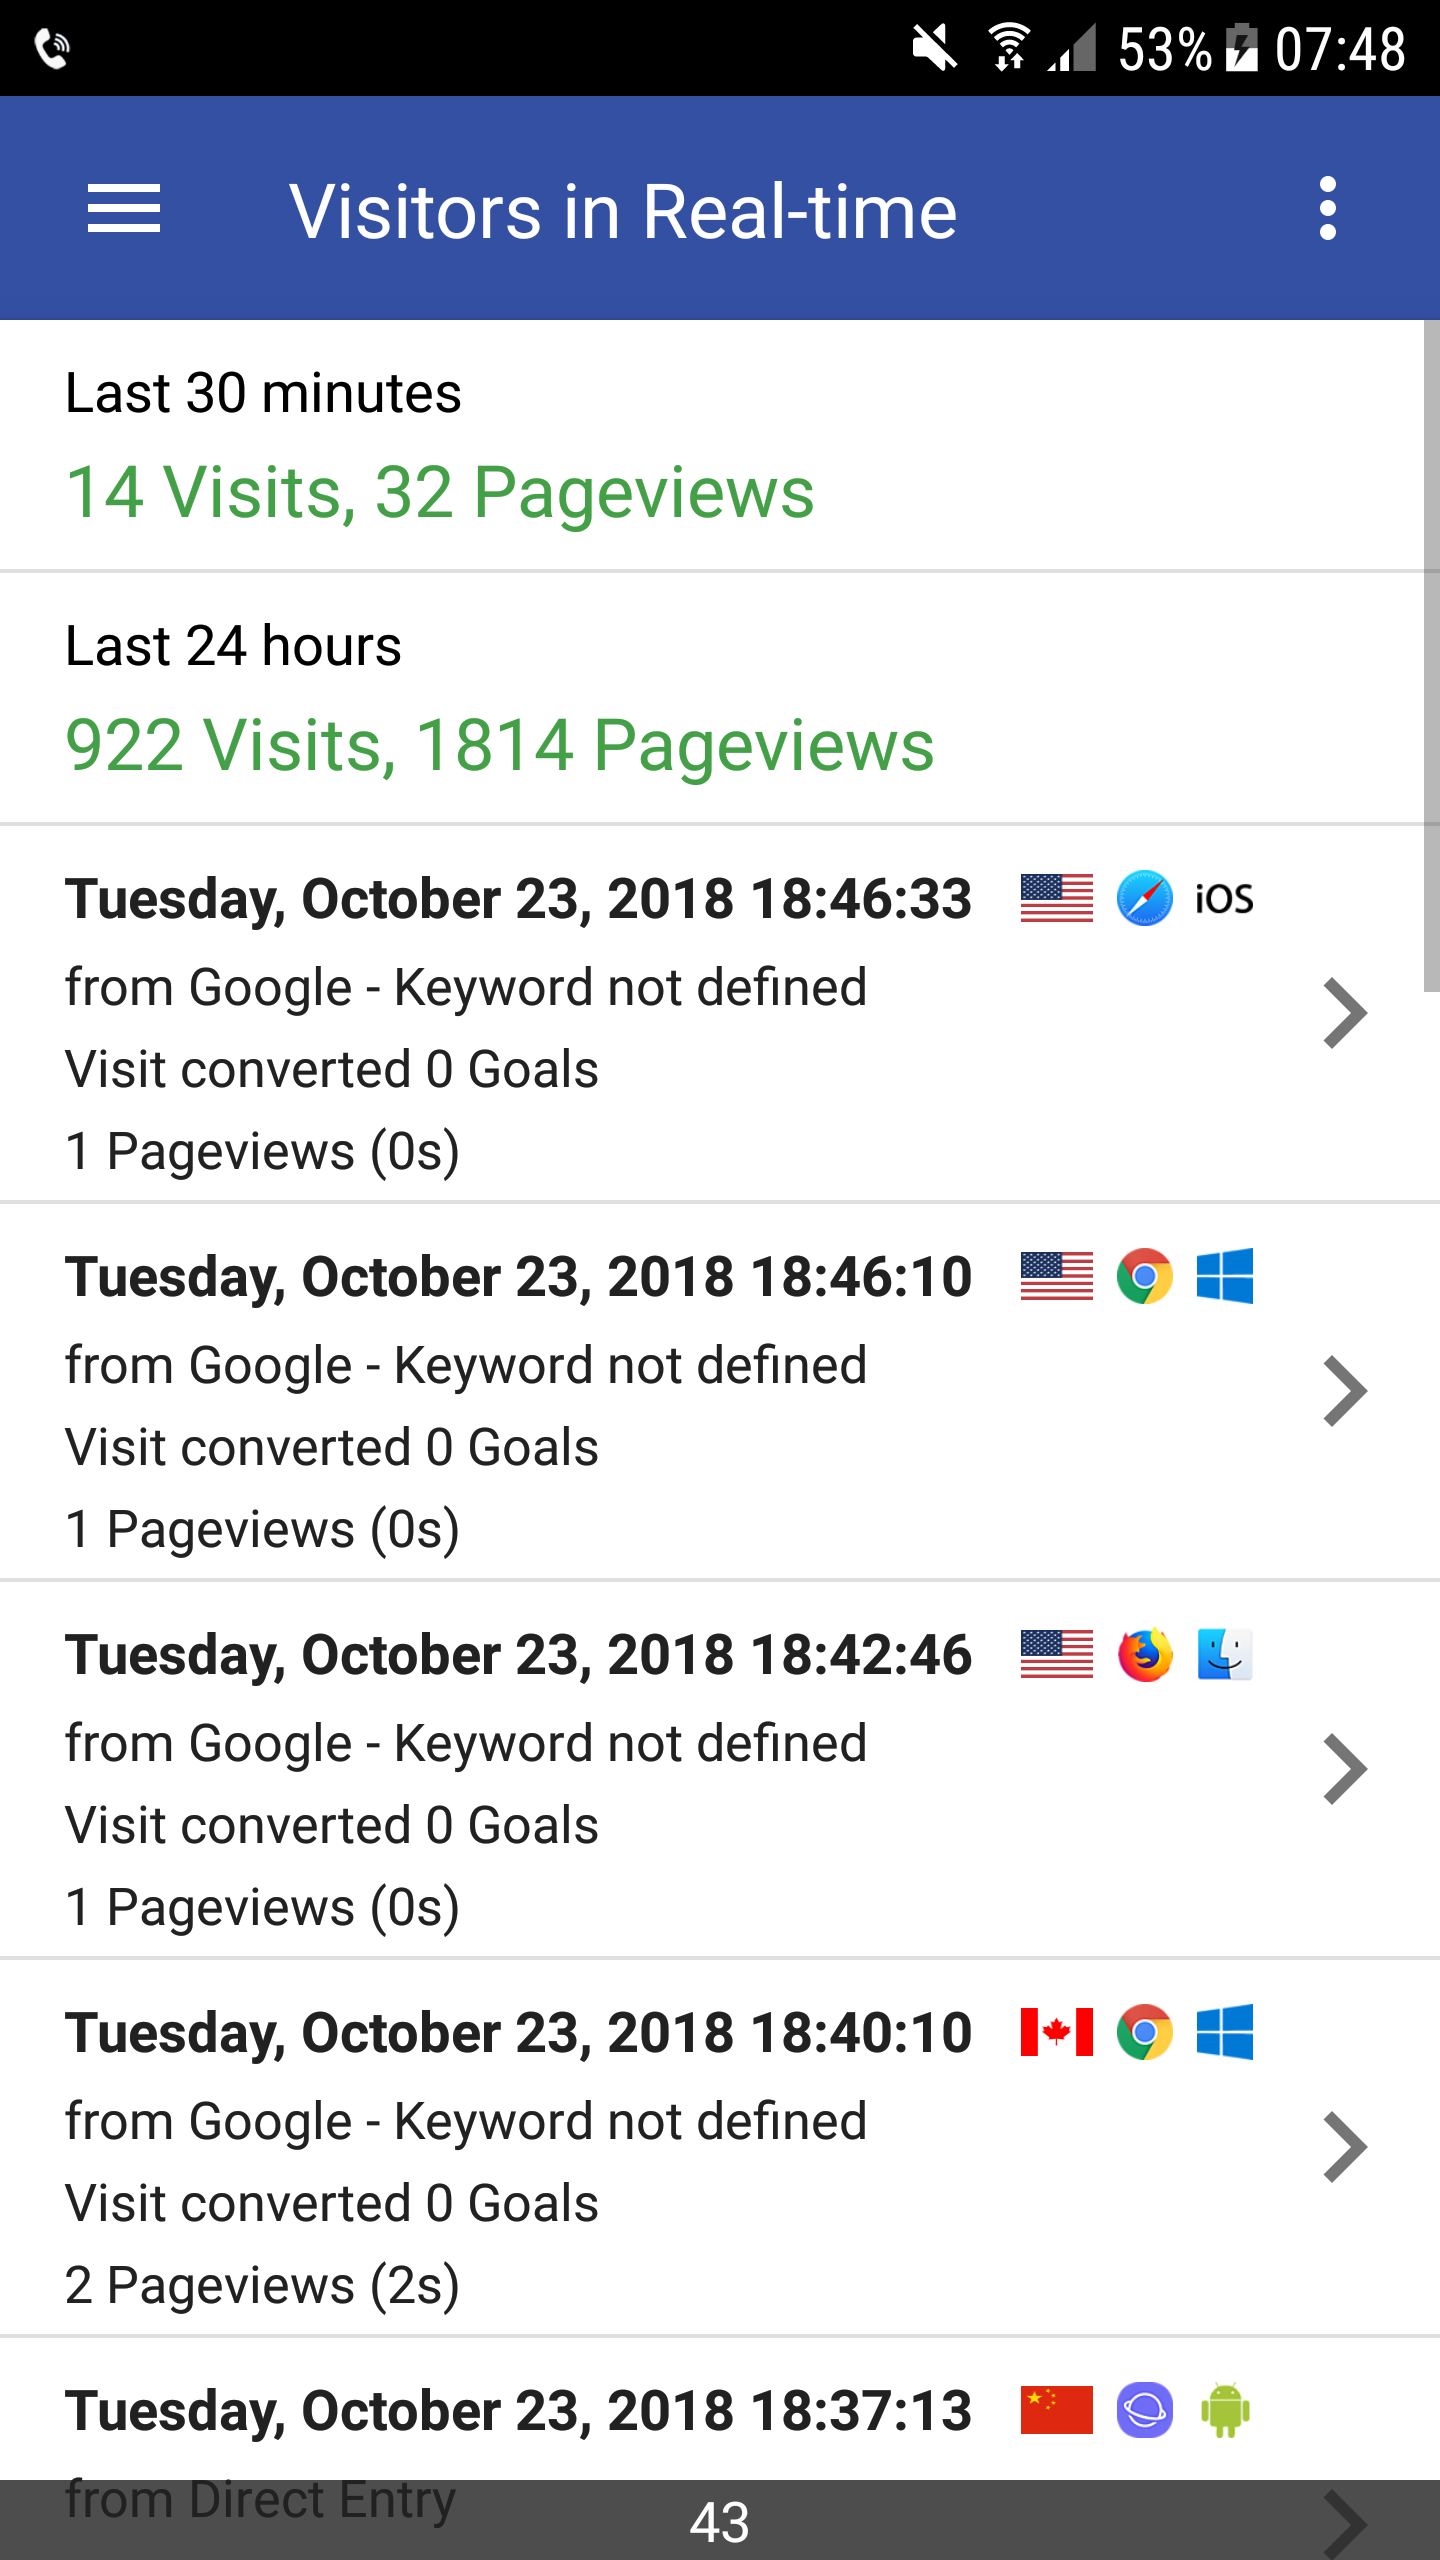 53% 07:48
Visitors in Real-time
Last 30 minutes
14 Visits, 32 Pageviews
Last 24 hours
922 Visits, 1814 Pageviews
Tuesday, October 23, 2018 18:46:33 iOS
from Google - Keyword not defined
Visit converted 0 Goals
1 Pageviews (0s)
Tuesday, October 23, 2018 18:46:10
from Google - Keyword not defined
Visit converted 0 Goals
1 Pageviews (0s)
Tuesday, October 23, 2018 18:42:46
from Google - Keyword not defined
Visit converted 0 Goals
1 Pageviews (0s)
Tuesday, October 23, 2018 18:40:10
from Google - Keyword not defined
Visit converted 0 Goals
2 Pageviews (2s)
Tuesday, October 23, 2018 18:37:13
from Direct Entry
43